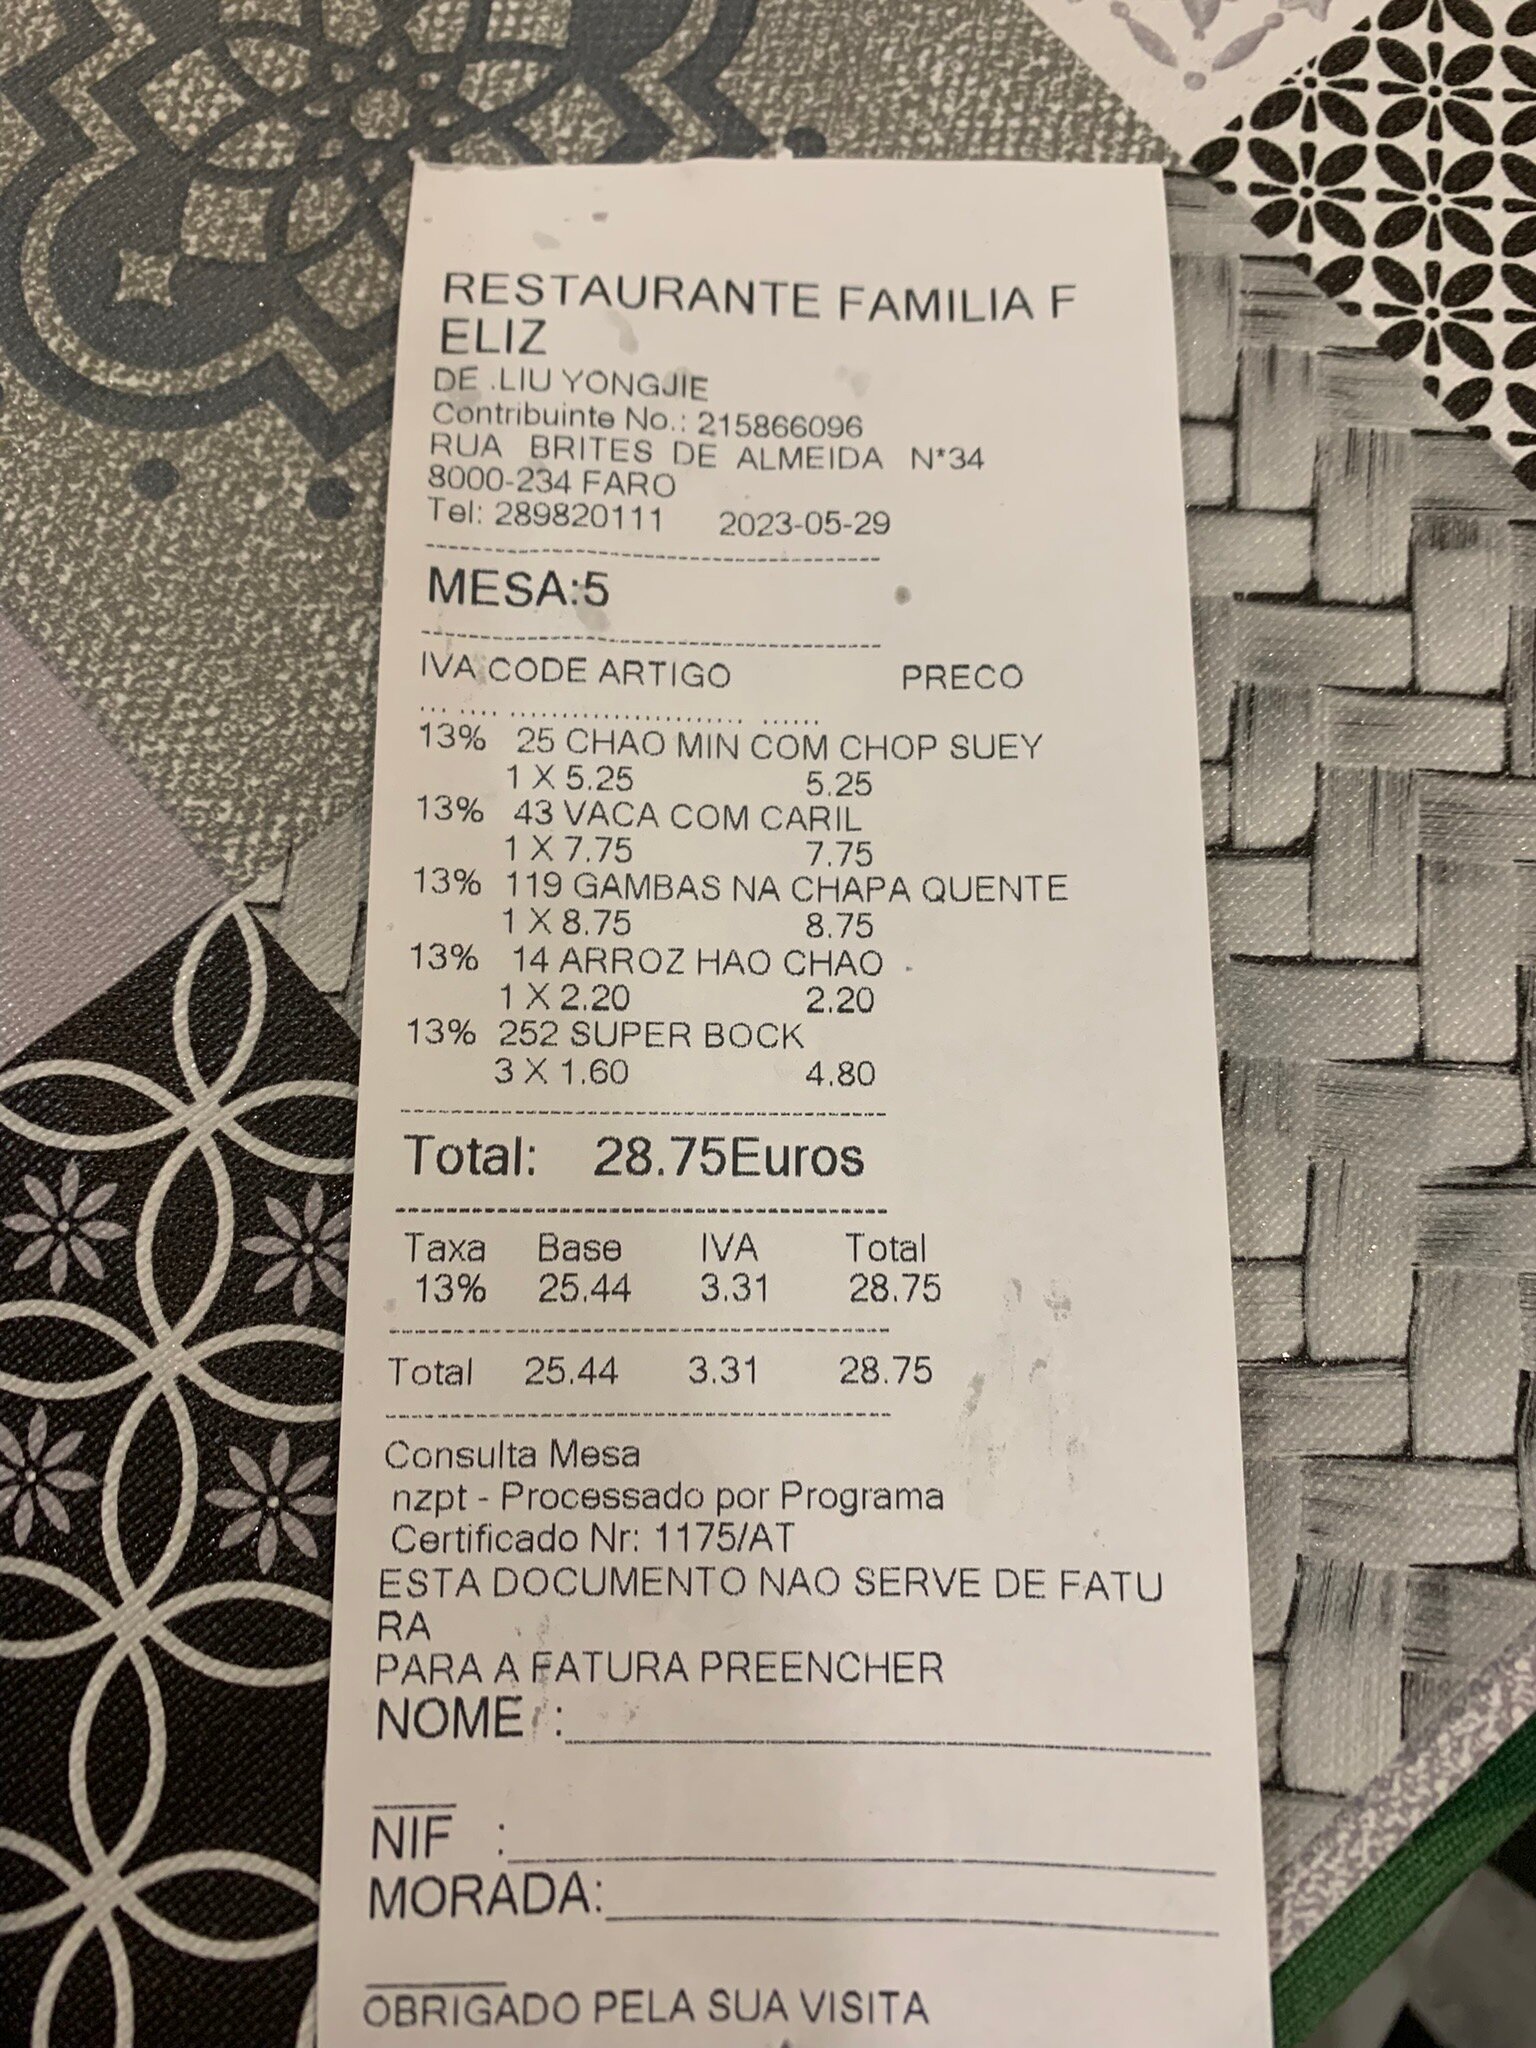 RESTAURANTE FAMILIA F
ELIZ
DE .LIU YONGJIE
Contribuinte No.: 215866096
RUA BRITES DE ALMEIDA N*34
8000-234 FARO
Tel: 289820111 2023-05-29
MESA:5
IVA CODE ARTIGO PRECO
13% 25 CHAO MIN COM CHOP SUEY
1 X 5.25 5.25
13% 43 VACA COM CARIL
1 X 7.75 7.75
13% 119 GAMBAS NA CHAPA QUENTE
1 X 8.75 8.75
13% 14 ARROZ HAO CHAO
1 X 2.20 2.20
13% 252 SUPER BOCK
3 X 1.60 4.80
Total: 28.75Euros
Taxa Base IVA Total
13% 25.44 3.31 28.75
Total 25.44 3.31 28.75
Consulta Mesa
nzpt - Processado por Programa
Certificado Nr: 1175/AT
ESTA DOCUMENTO NAO SERVE DE FATU
RA
PARA A FATURA PREENCHER
NOME :
NIF :
MORADA:
OBRIGADO PELA SUA VISITA